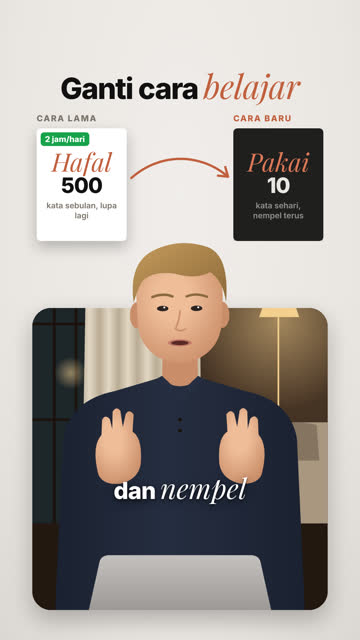 Ganti cara belajar
CARA LAMA
2 jam/hari
Hafal
500
kata sebulan, lupa
lagi
CARA BARU
Pakai
10
kata sehari,
nempel terus
dan nempel